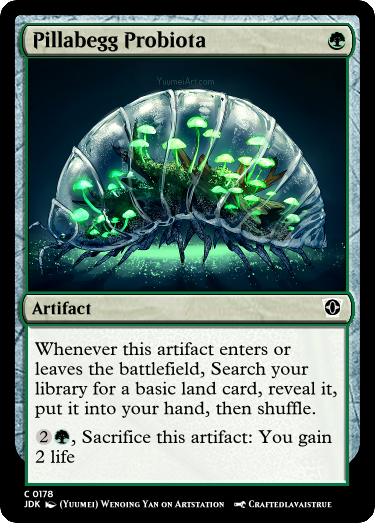 Pillabegg Probiota
YuumeiArt.com
Artifact
Whenever this artifact enters or
leaves the battlefield, Search your
library for a basic land card, reveal it,
put it into your hand, then shuffle.
2 , Sacrifice this artifact: You gain
2 life
C 0178
JDK (Yuumei) Wenqing Yan on Artstation Craftedlavaistrue